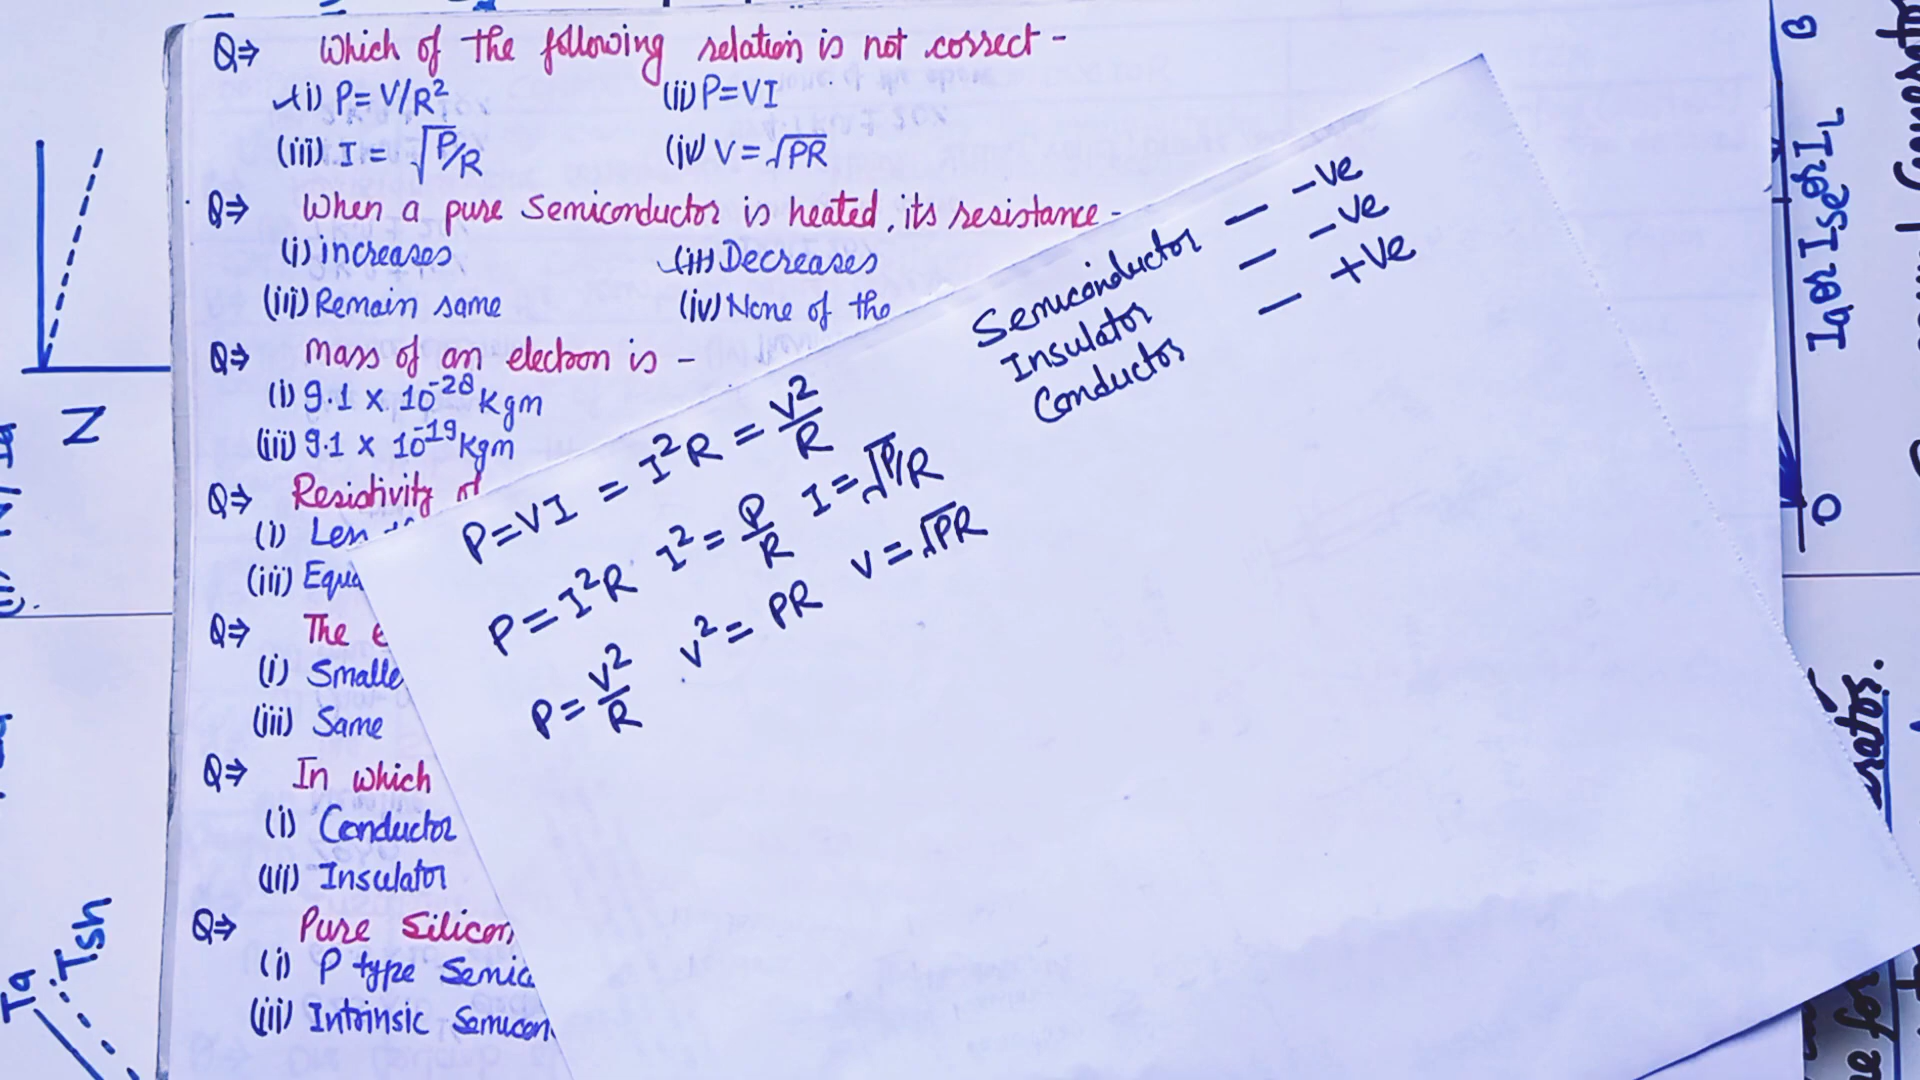 Q⇒ Which of the following relation is not correct -
(i) P = V/R² (ii) P = VI
(iii) I = √P/R (iv) V = √PR
Q⇒ When a pure semiconductor is heated, its resistance -
(i) increases (ii) Decreases
(iii) Remain same (iv) None of the
Q⇒ Mass of an electron is -
(i) 9.1 x 10⁻²⁸ Kgm
(iii) 9.1 x 10⁻¹⁹ kgm
Q⇒ Resistivity
(i)
(iii)
Q⇒ The
(i) Smalle
(iii) Same
Q⇒ In which
(i) Conductor
(iii) Insulator
Q⇒ Pure Silicon
(i) P type Semic
(iii) Intrinsic Semicon
Semiconductor — -ve
Insulator — -ve
Conductor — +ve
P = VI = I²R = V²/R
P = I²R I² = P/R I = √P/R
P = V²/R V² = PR V = √PR
N
Ta
Tsh
B
O